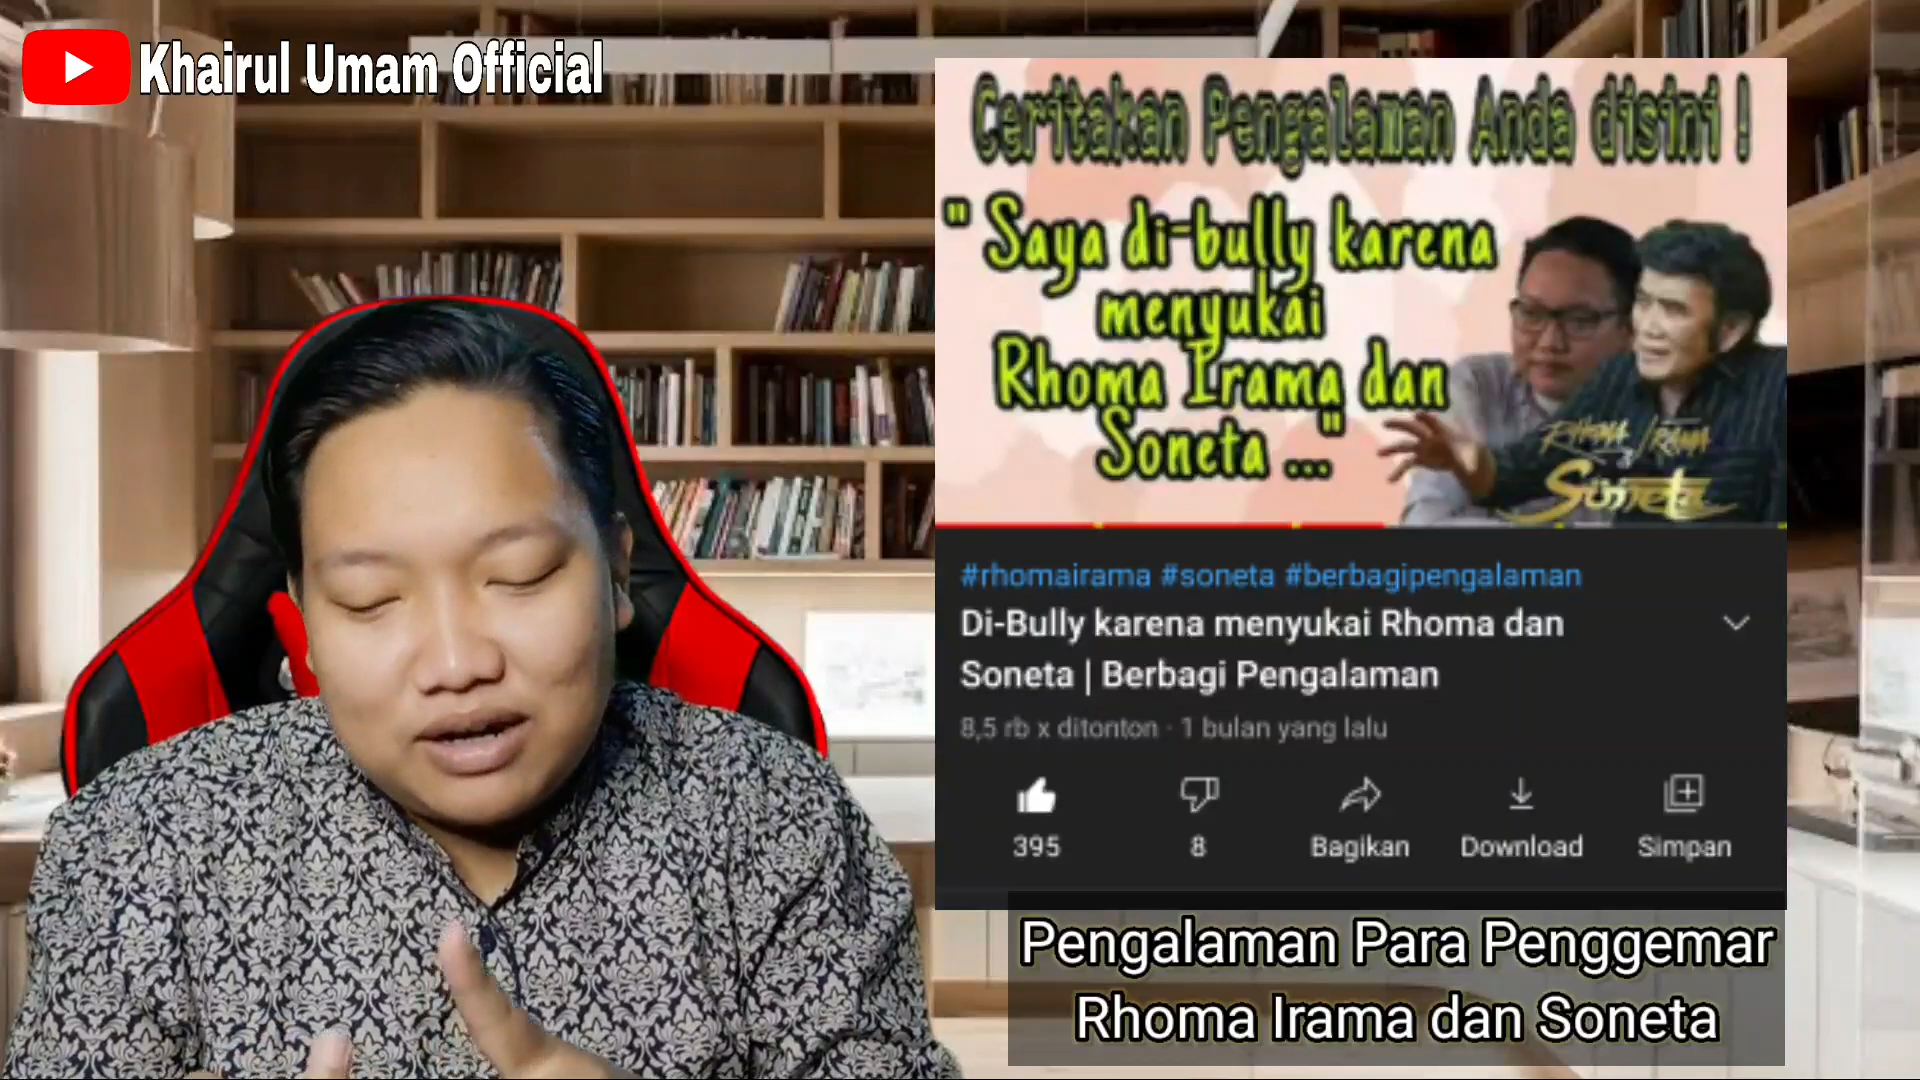 Khairul Umam Official
Ceritakan Pengalaman Anda disini !
" Saya di-bully karena
menyukai
Rhoma Irama dan
Soneta ... "
RHOMA IRAMA
Soneta
#rhomairama #soneta #berbagipengalaman
Di-Bully karena menyukai Rhoma dan
Soneta | Berbagi Pengalaman
8,5 rb x ditonton · 1 bulan yang lalu
395
8
Bagikan
Download
Simpan
Pengalaman Para Penggemar
Rhoma Irama dan Soneta